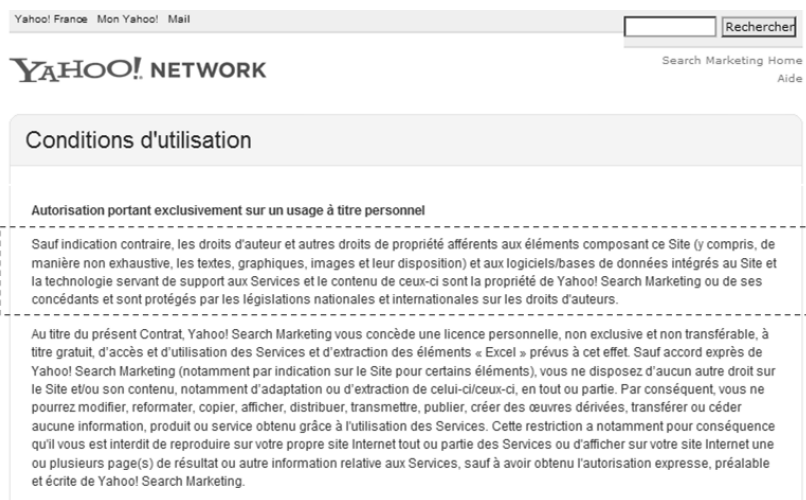 Yahoo! France Mon Yahoo! Mail
Rechercher
YAHOO! NETWORK
Search Marketing Home
Aide
Conditions d'utilisation
Autorisation portant exclusivement sur un usage à titre personnel
Sauf indication contraire, les droits d'auteur et autres droits de propriété afférents aux éléments composant ce Site (y compris, de
manière non exhaustive, les textes, graphiques, images et leur disposition) et aux logiciels/bases de données intégrés au Site et
la technologie servant de support aux Services et le contenu de ceux-ci sont la propriété de Yahoo! Search Marketing ou de ses
concédants et sont protégés par les législations nationales et internationales sur les droits d'auteurs.
Au titre du présent Contrat, Yahoo! Search Marketing vous concède une licence personnelle, non exclusive et non transférable, à
titre gratuit, d'accès et d'utilisation des Services et d'extraction des éléments « Excel » prévus à cet effet. Sauf accord exprès de
Yahoo! Search Marketing (notamment par indication sur le Site pour certains éléments), vous ne disposez d'aucun autre droit sur
le Site et/ou son contenu, notamment d'adaptation ou d'extraction de celui-ci/ceux-ci, en tout ou partie. Par conséquent, vous ne
pourrez modifier, reformater, copier, afficher, distribuer, transmettre, publier, créer des œuvres dérivées, transférer ou céder
aucune information, produit ou service obtenu grâce à l'utilisation des Services. Cette restriction a notamment pour conséquence
qu'il vous est interdit de reproduire sur votre propre site Internet tout ou partie des Services ou d'afficher sur votre site Internet une
ou plusieurs page(s) de résultat ou autre information relative aux Services, sauf à avoir obtenu l'autorisation expresse, préalable
et écrite de Yahoo! Search Marketing.